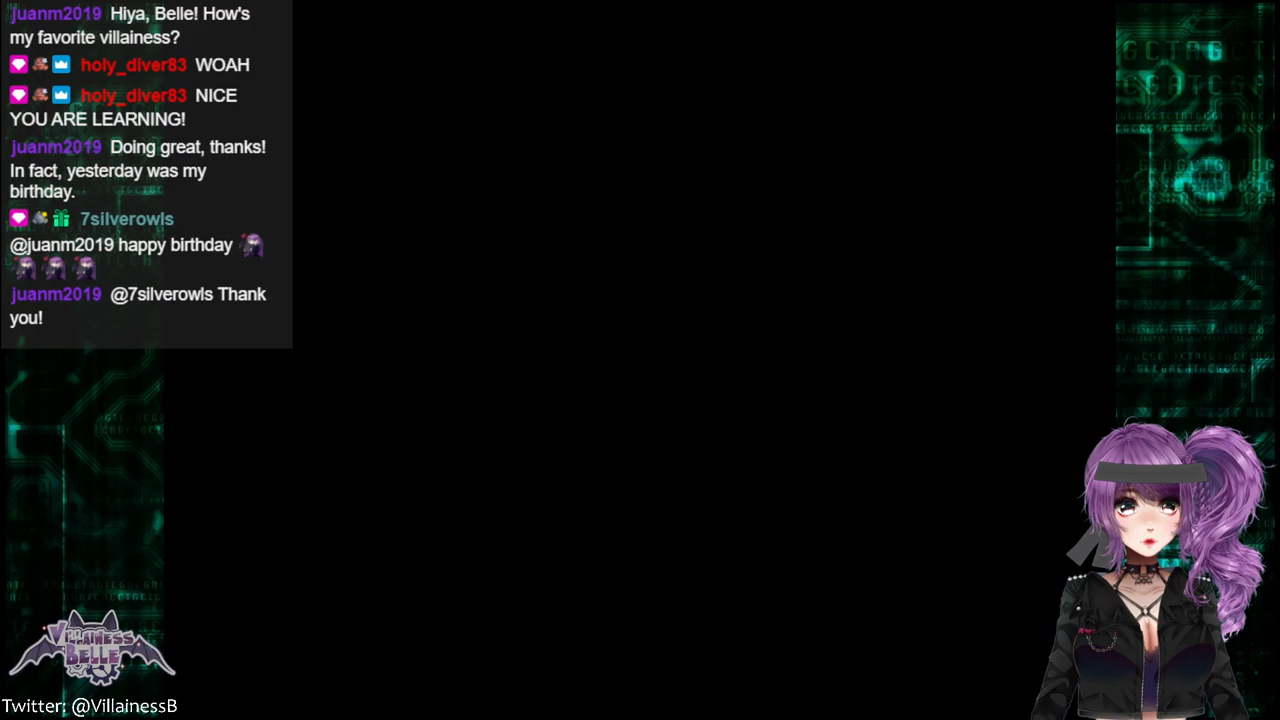 juanm2019 Hiya, Belle! How's
my favorite villainess?
holy_diver83 WOAH
holy_diver83 NICE
YOU ARE LEARNING!
juanm2019 Doing great, thanks!
In fact, yesterday was my
birthday.
7silverowls
@juanm2019 happy birthday
juanm2019 @7silverowls Thank
you!
VILLAINESS
BELLE
Twitter: @VillainessB